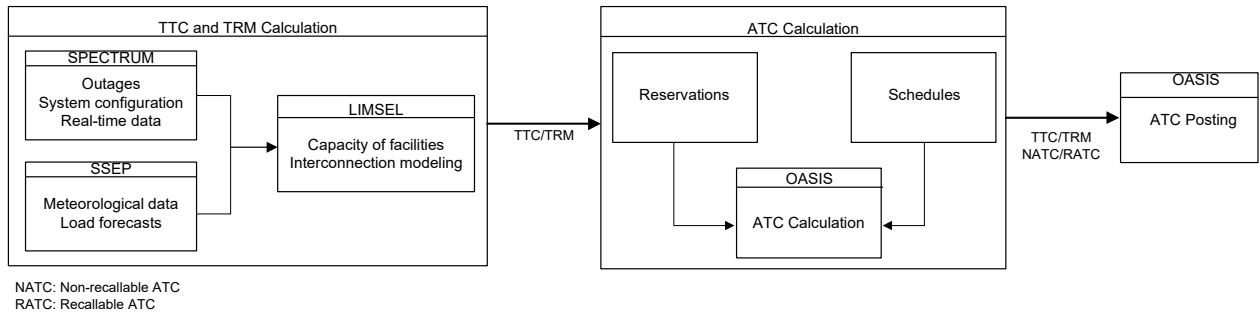 TTC and TRM Calculation
SPECTRUM
Outages
System configuration
Real-time data
SSEP
Meteorological data
Load forecasts
LIMSEL
Capacity of facilities
Interconnection modeling
TTC/TRM
ATC Calculation
Reservations
Schedules
OASIS
ATC Calculation
TTC/TRM
NATC/RATC
OASIS
ATC Posting
NATC: Non-recallable ATC
RATC: Recallable ATC